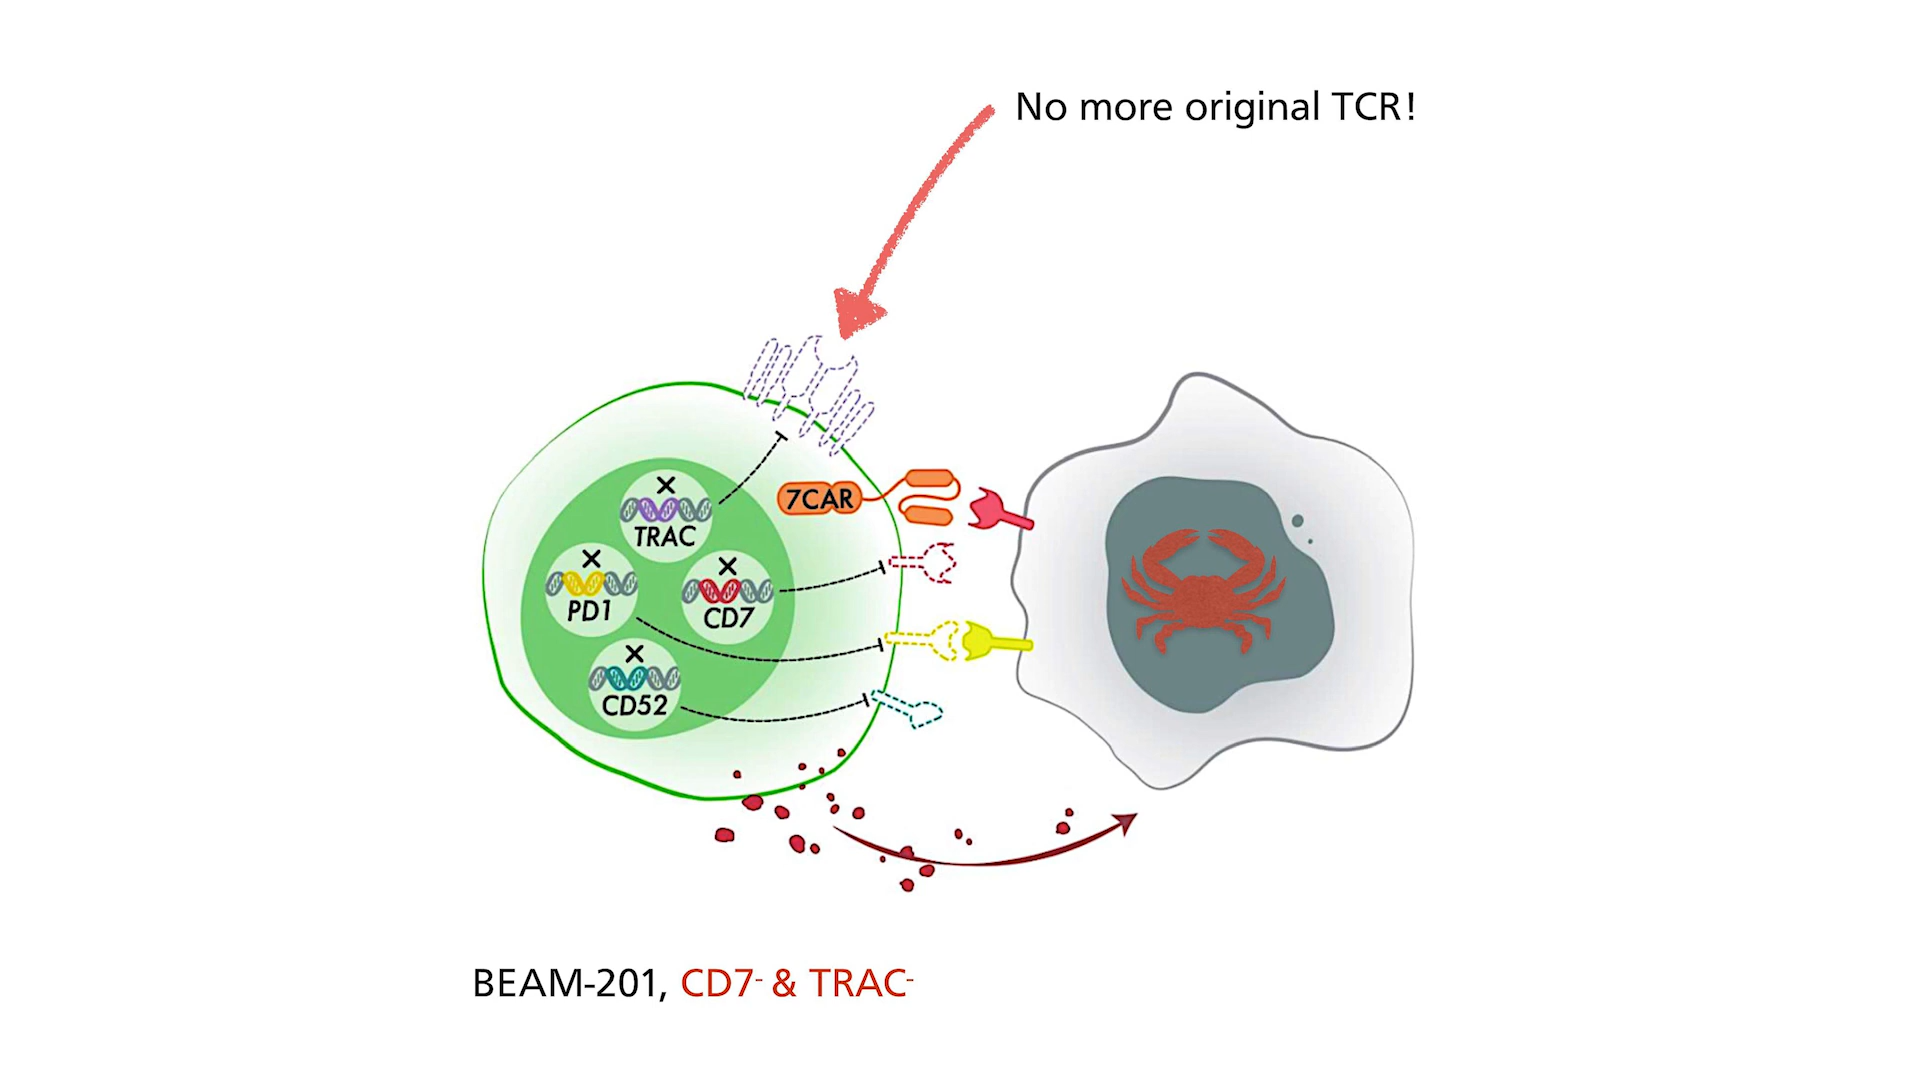 No more original TCR!
7CAR
TRAC
PD1
CD7
CD52
BEAM-201, CD7⁻ & TRAC⁻